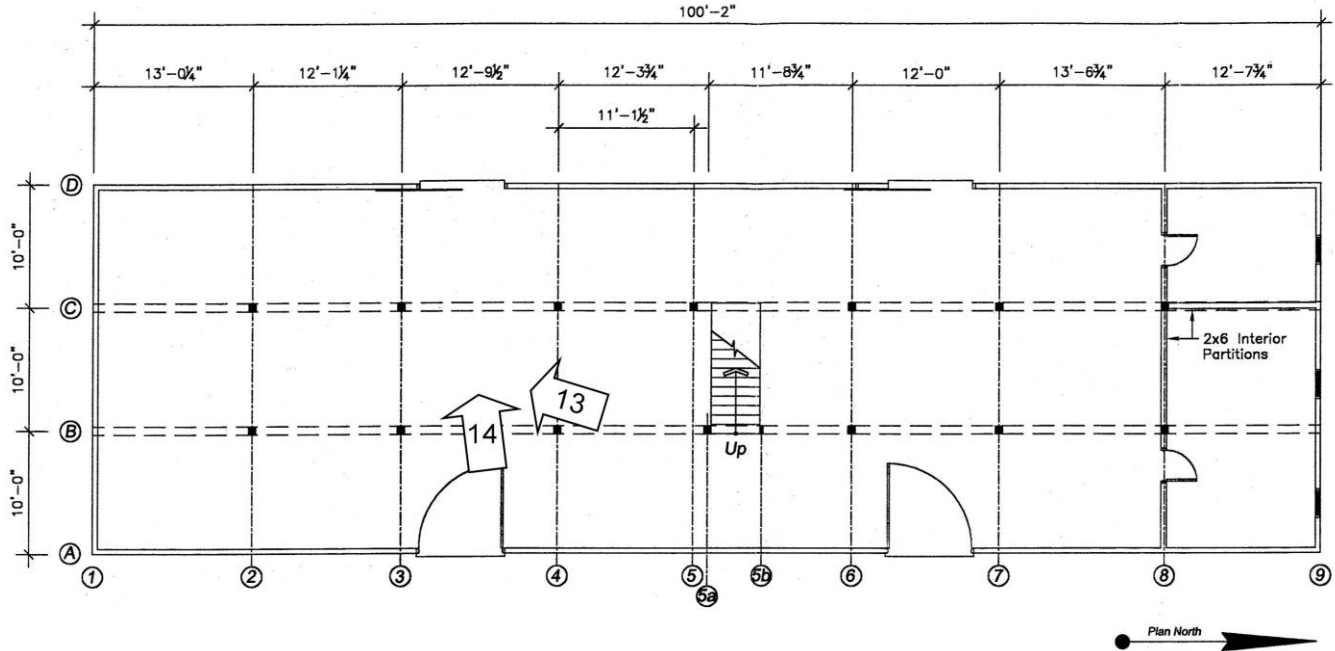 100'-2"
13'-0¼" 12'-1¼" 12'-9½" 12'-3¾" 11'-8¾" 12'-0" 13'-6¾" 12'-7¾"
11'-1½"
D
10'-0"
C
2x6 Interior
Partitions
10'-0"
13
14
B
Up
10'-0"
A
1 2 3 4 5 5b 6 7 8 9
5a
Plan North